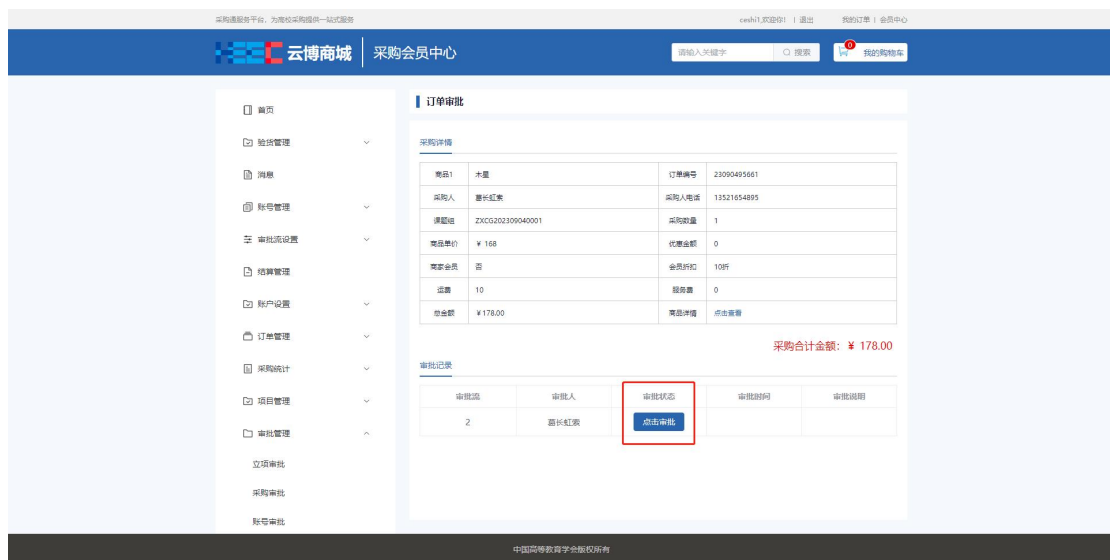 采购通服务平台，为高校采购提供一站式服务
ceshi1,欢迎你! | 退出 我的订单 | 会员中心
云博商城 采购会员中心
请输入关键字 搜索
0 我的购物车
首页
验货管理
消息
账号管理
审批流设置
结算管理
账户设置
订单管理
采购统计
项目管理
审批管理
立项审批
采购审批
账号审批
订单审批
采购详情
商品1 木星 订单编号 23090495661
采购人 葛长虹索 采购人电话 13521654895
课题组 ZXCG202309040001 采购数量 1
商品单价 ¥ 168 优惠金额 0
商家会员 否 会员折扣 10折
运费 10 服务费 0
总金额 ¥178.00 商品详情 点击查看
采购合计金额：¥ 178.00
审批记录
审批流 审批人 审批状态 审批时间 审批说明
2 葛长虹索 点击审批
中国高等教育学会版权所有